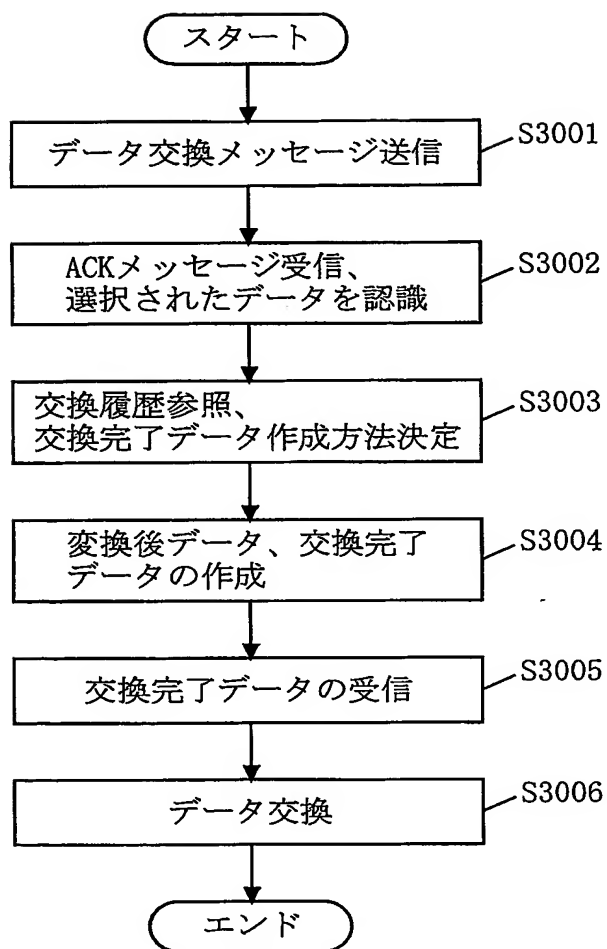 スタート
データ交換メッセージ送信
S3001
ACKメッセージ受信、
選択されたデータを認識
S3002
交換履歴参照、
交換完了データ作成方法決定
S3003
変換後データ、交換完了
データの作成
S3004
交換完了データの受信
S3005
データ交換
S3006
エンド